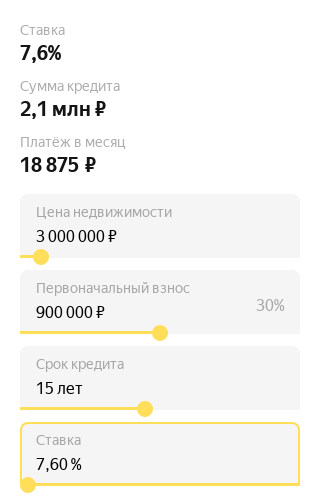 Ставка
7,6%
Сумма кредита
2,1 млн ₽
Платёж в месяц
18 875 ₽
Цена недвижимости
3 000 000 ₽
Первоначальный взнос
900 000 ₽
30%
Срок кредита
15 лет
Ставка
7,60 %